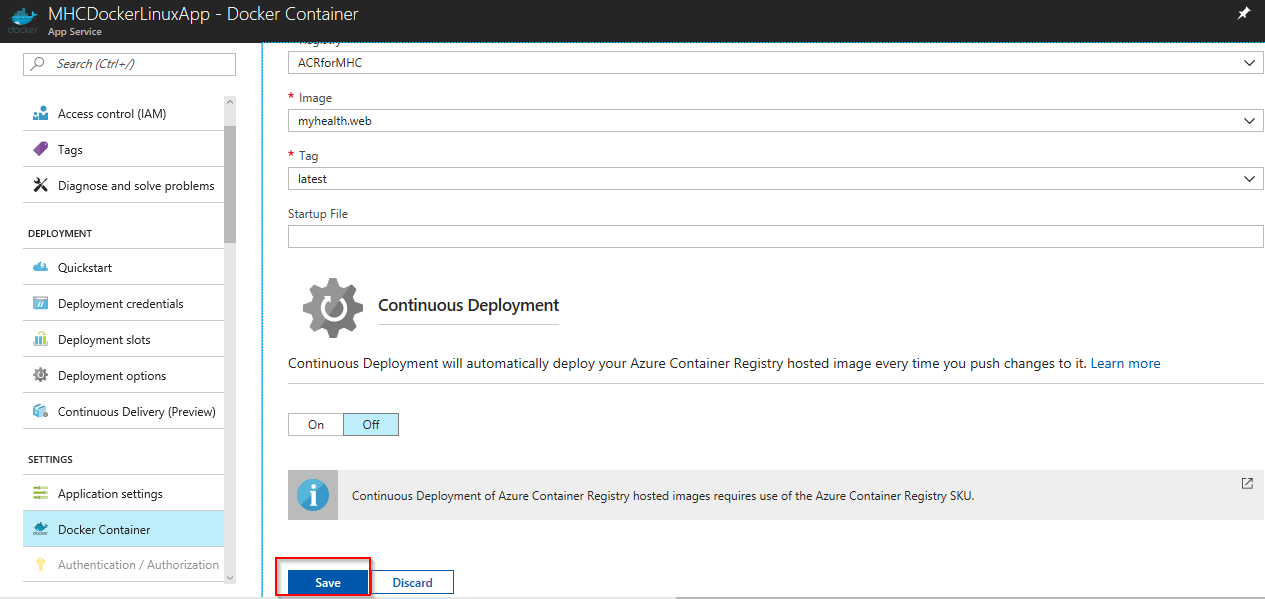 MHCDockerLinuxApp - Docker Container
docker
App Service
Search (Ctrl+/)
Access control (IAM)
Tags
Diagnose and solve problems
DEPLOYMENT
Quickstart
Deployment credentials
Deployment slots
Deployment options
Continuous Delivery (Preview)
SETTINGS
Application settings
docker
Docker Container
Authentication / Authorization
Registry
ACRforMHC
* Image
myhealth.web
* Tag
latest
Startup File
Continuous Deployment
Continuous Deployment will automatically deploy your Azure Container Registry hosted image every time you push changes to it. Learn more
On Off
Continuous Deployment of Azure Container Registry hosted images requires use of the Azure Container Registry SKU.
Save Discard